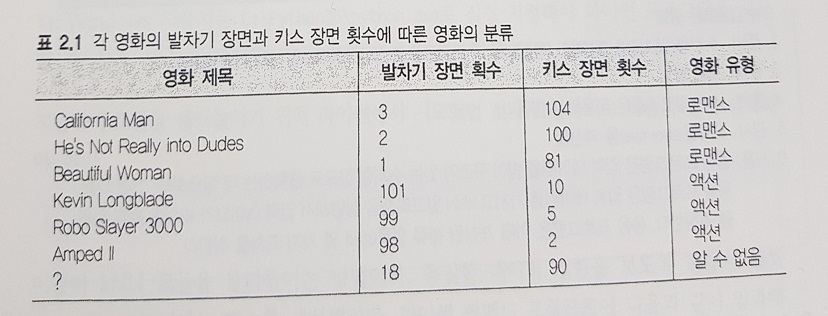 표 2.1 각 영화의 발차기 장면과 키스 장면 횟수에 따른 영화의 분류
영화 제목 발차기 장면 획수 키스 장면 횟수 영화 유형
California Man 3 104 로맨스
He's Not Really into Dudes 2 100 로맨스
Beautiful Woman 1 81 로맨스
Kevin Longblade 101 10 액션
Robo Slayer 3000 99 5 액션
Amped II 98 2 액션
? 18 90 알 수 없음